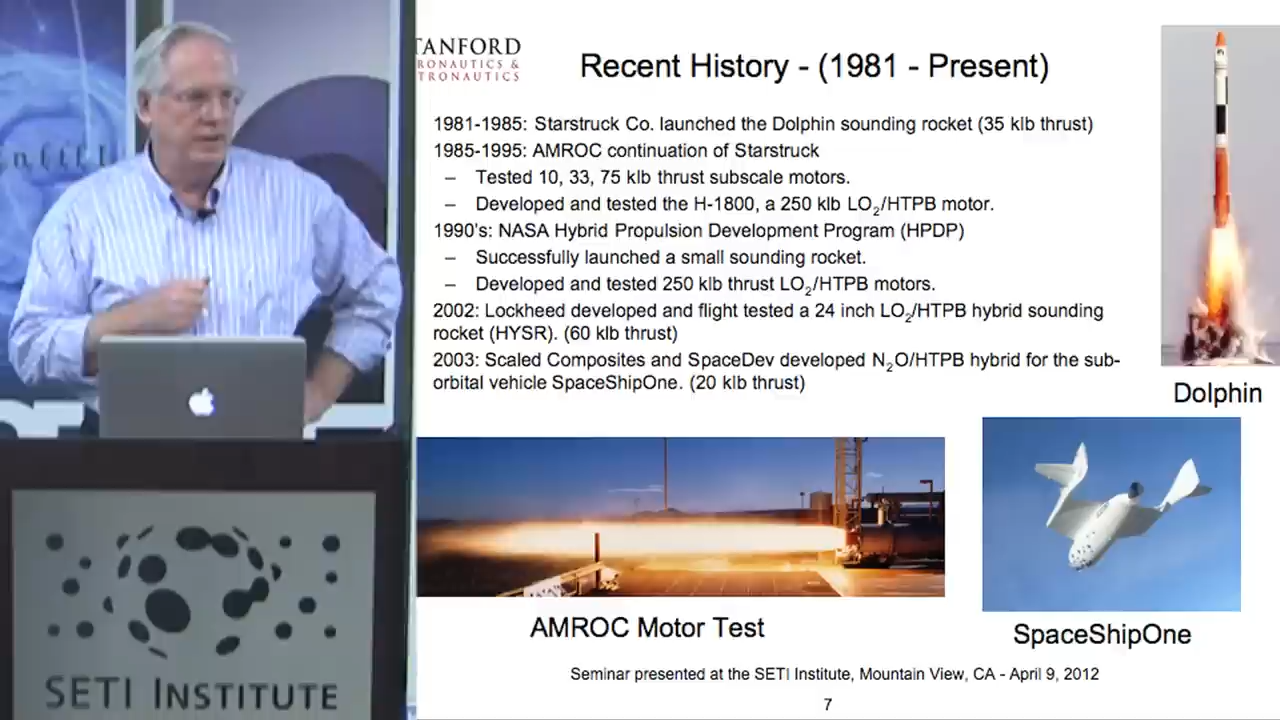 TANFORD
RONAUTICS &
TRONAUTICS
Recent History - (1981 - Present)
1981-1985: Starstruck Co. launched the Dolphin sounding rocket (35 klb thrust)
1985-1995: AMROC continuation of Starstruck
– Tested 10, 33, 75 klb thrust subscale motors.
– Developed and tested the H-1800, a 250 klb LO₂/HTPB motor.
1990's: NASA Hybrid Propulsion Development Program (HPDP)
– Successfully launched a small sounding rocket.
– Developed and tested 250 klb thrust LO₂/HTPB motors.
2002: Lockheed developed and flight tested a 24 inch LO₂/HTPB hybrid sounding
rocket (HYSR). (60 klb thrust)
2003: Scaled Composites and SpaceDev developed N₂O/HTPB hybrid for the sub-
orbital vehicle SpaceShipOne. (20 klb thrust)
Dolphin
AMROC Motor Test
SpaceShipOne
Seminar presented at the SETI Institute, Mountain View, CA - April 9, 2012
7
SETI INSTITUTE